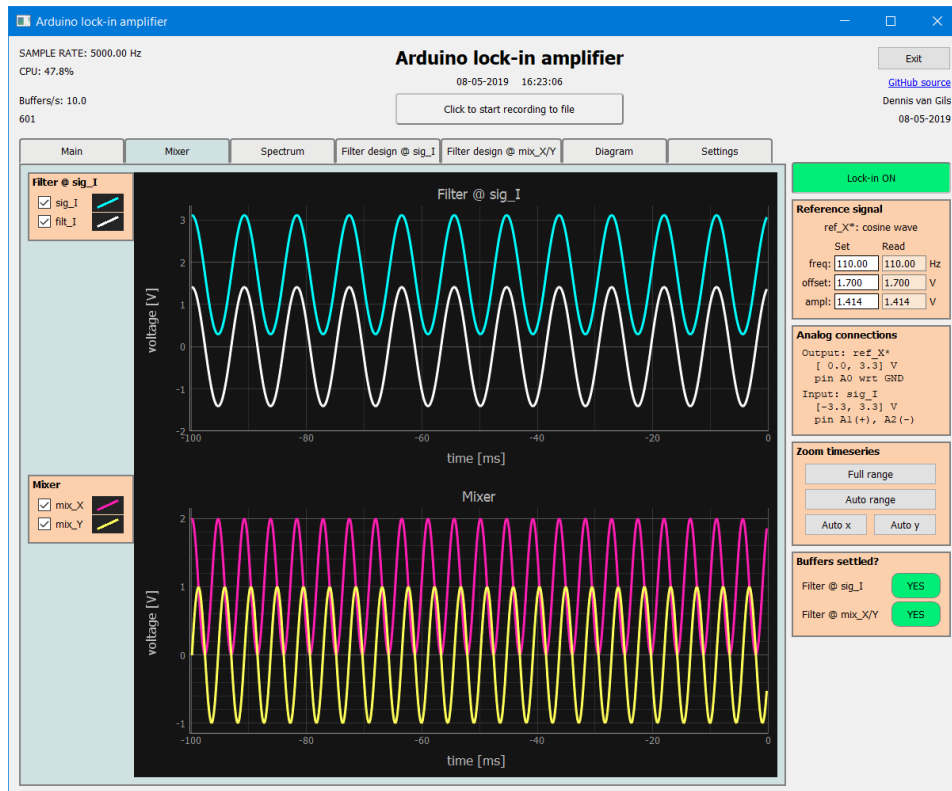 Arduino lock-in amplifier
SAMPLE RATE: 5000.00 Hz
CPU: 47.8%
Buffers/s: 10.0
601
Arduino lock-in amplifier
08-05-2019 16:23:06
Click to start recording to file
Exit
GitHub source
Dennis van Gils
08-05-2019
Main
Mixer
Spectrum
Filter design @ sig_I
Filter design @ mix_X/Y
Diagram
Settings
Filter @ sig_I
sig_I
filt_I
Filter @ sig_I
voltage [V]
3
2
1
0
-1
-2
-100
-80
-60
-40
-20
0
time [ms]
Mixer
mix_X
mix_Y
Mixer
voltage [V]
2
1
0
-1
-100
-80
-60
-40
-20
0
time [ms]
Lock-in ON
Reference signal
ref_X*: cosine wave
Set Read
freq: 110.00 110.00 Hz
offset: 1.700 1.700 V
ampl: 1.414 1.414 V
Analog connections
Output: ref_X*
[ 0.0, 3.3] V
pin A0 wrt GND
Input: sig_I
[-3.3, 3.3] V
pin A1(+), A2(-)
Zoom timeseries
Full range
Auto range
Auto x Auto y
Buffers settled?
Filter @ sig_I YES
Filter @ mix_X/Y YES